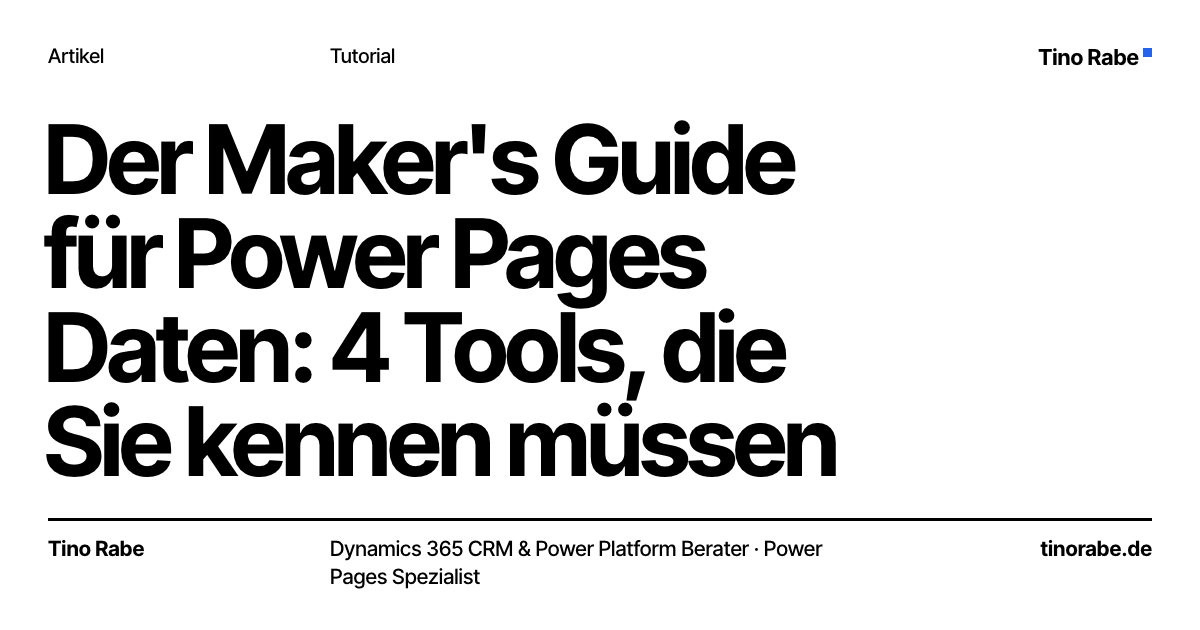 Artikel
Tutorial
Tino Rabe
Der Maker's Guide
für Power Pages
Daten: 4 Tools, die
Sie kennen müssen
Tino Rabe
Dynamics 365 CRM & Power Platform Berater · Power
Pages Spezialist
tinorabe.de